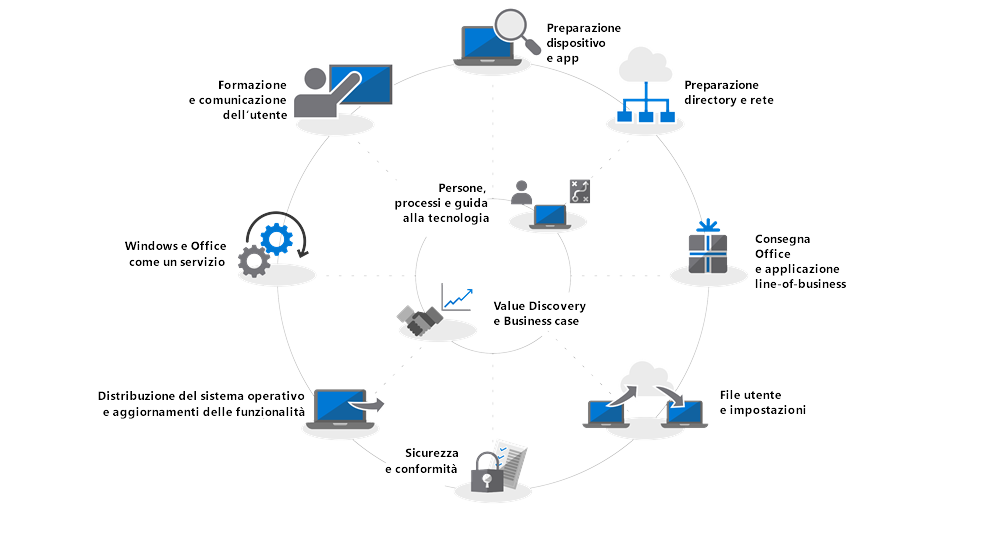 Preparazione
dispositivo
e app
Preparazione
directory e rete
Consegna
Office
e applicazione
line-of-business
File utente
e impostazioni
Sicurezza
e conformità
Distribuzione del sistema operativo
e aggiornamenti delle funzionalità
Windows e Office
come un servizio
Formazione
e comunicazione
dell'utente
Persone,
processi e guida
alla tecnologia
Value Discovery
e Business case